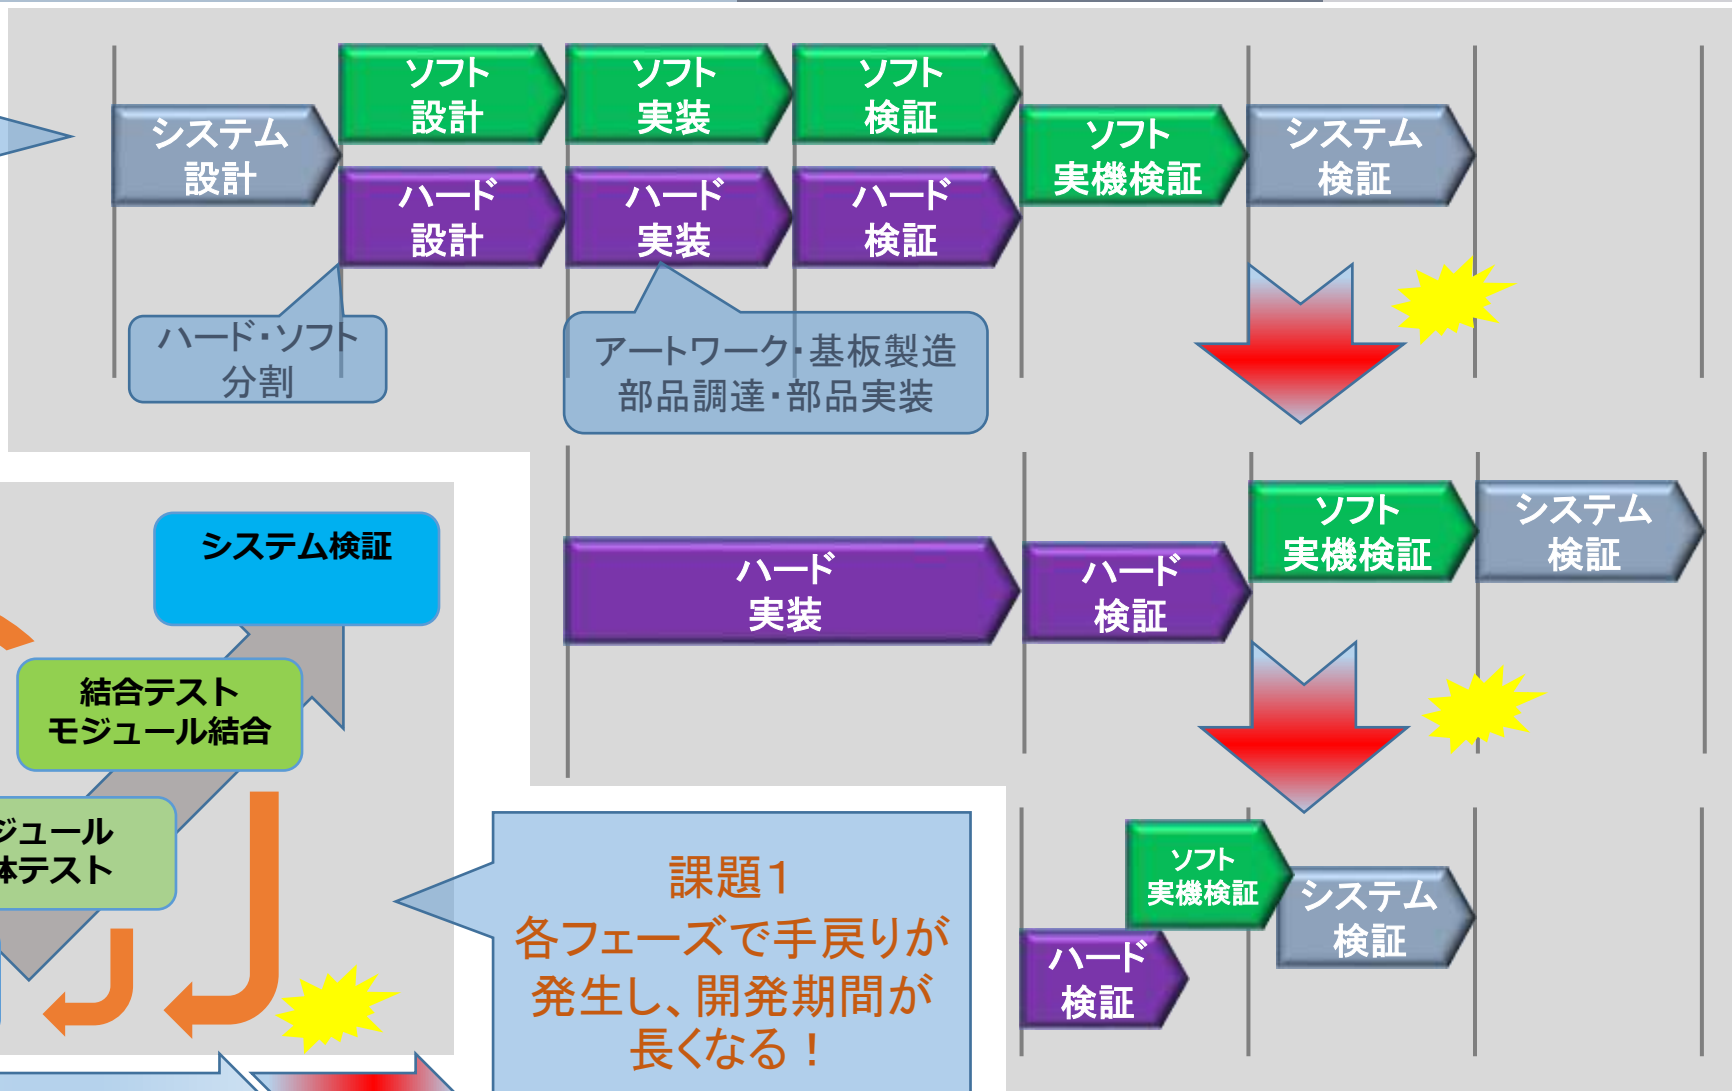 システム
設計
ソフト
設計
ソフト
実装
ソフト
検証
ハード
設計
ハード
実装
ハード
検証
ソフト
実機検証
システム
検証
ハード・ソフト
分割
アートワーク・基板製造
部品調達・部品実装
ハード
実装
ハード
検証
ソフト
実機検証
システム
検証
システム検証
結合テスト
モジュール結合
ジュール
体テスト
課題1
各フェーズで手戻りが
発生し、開発期間が
長くなる！
ハード
検証
ソフト
実機検証
システム
検証